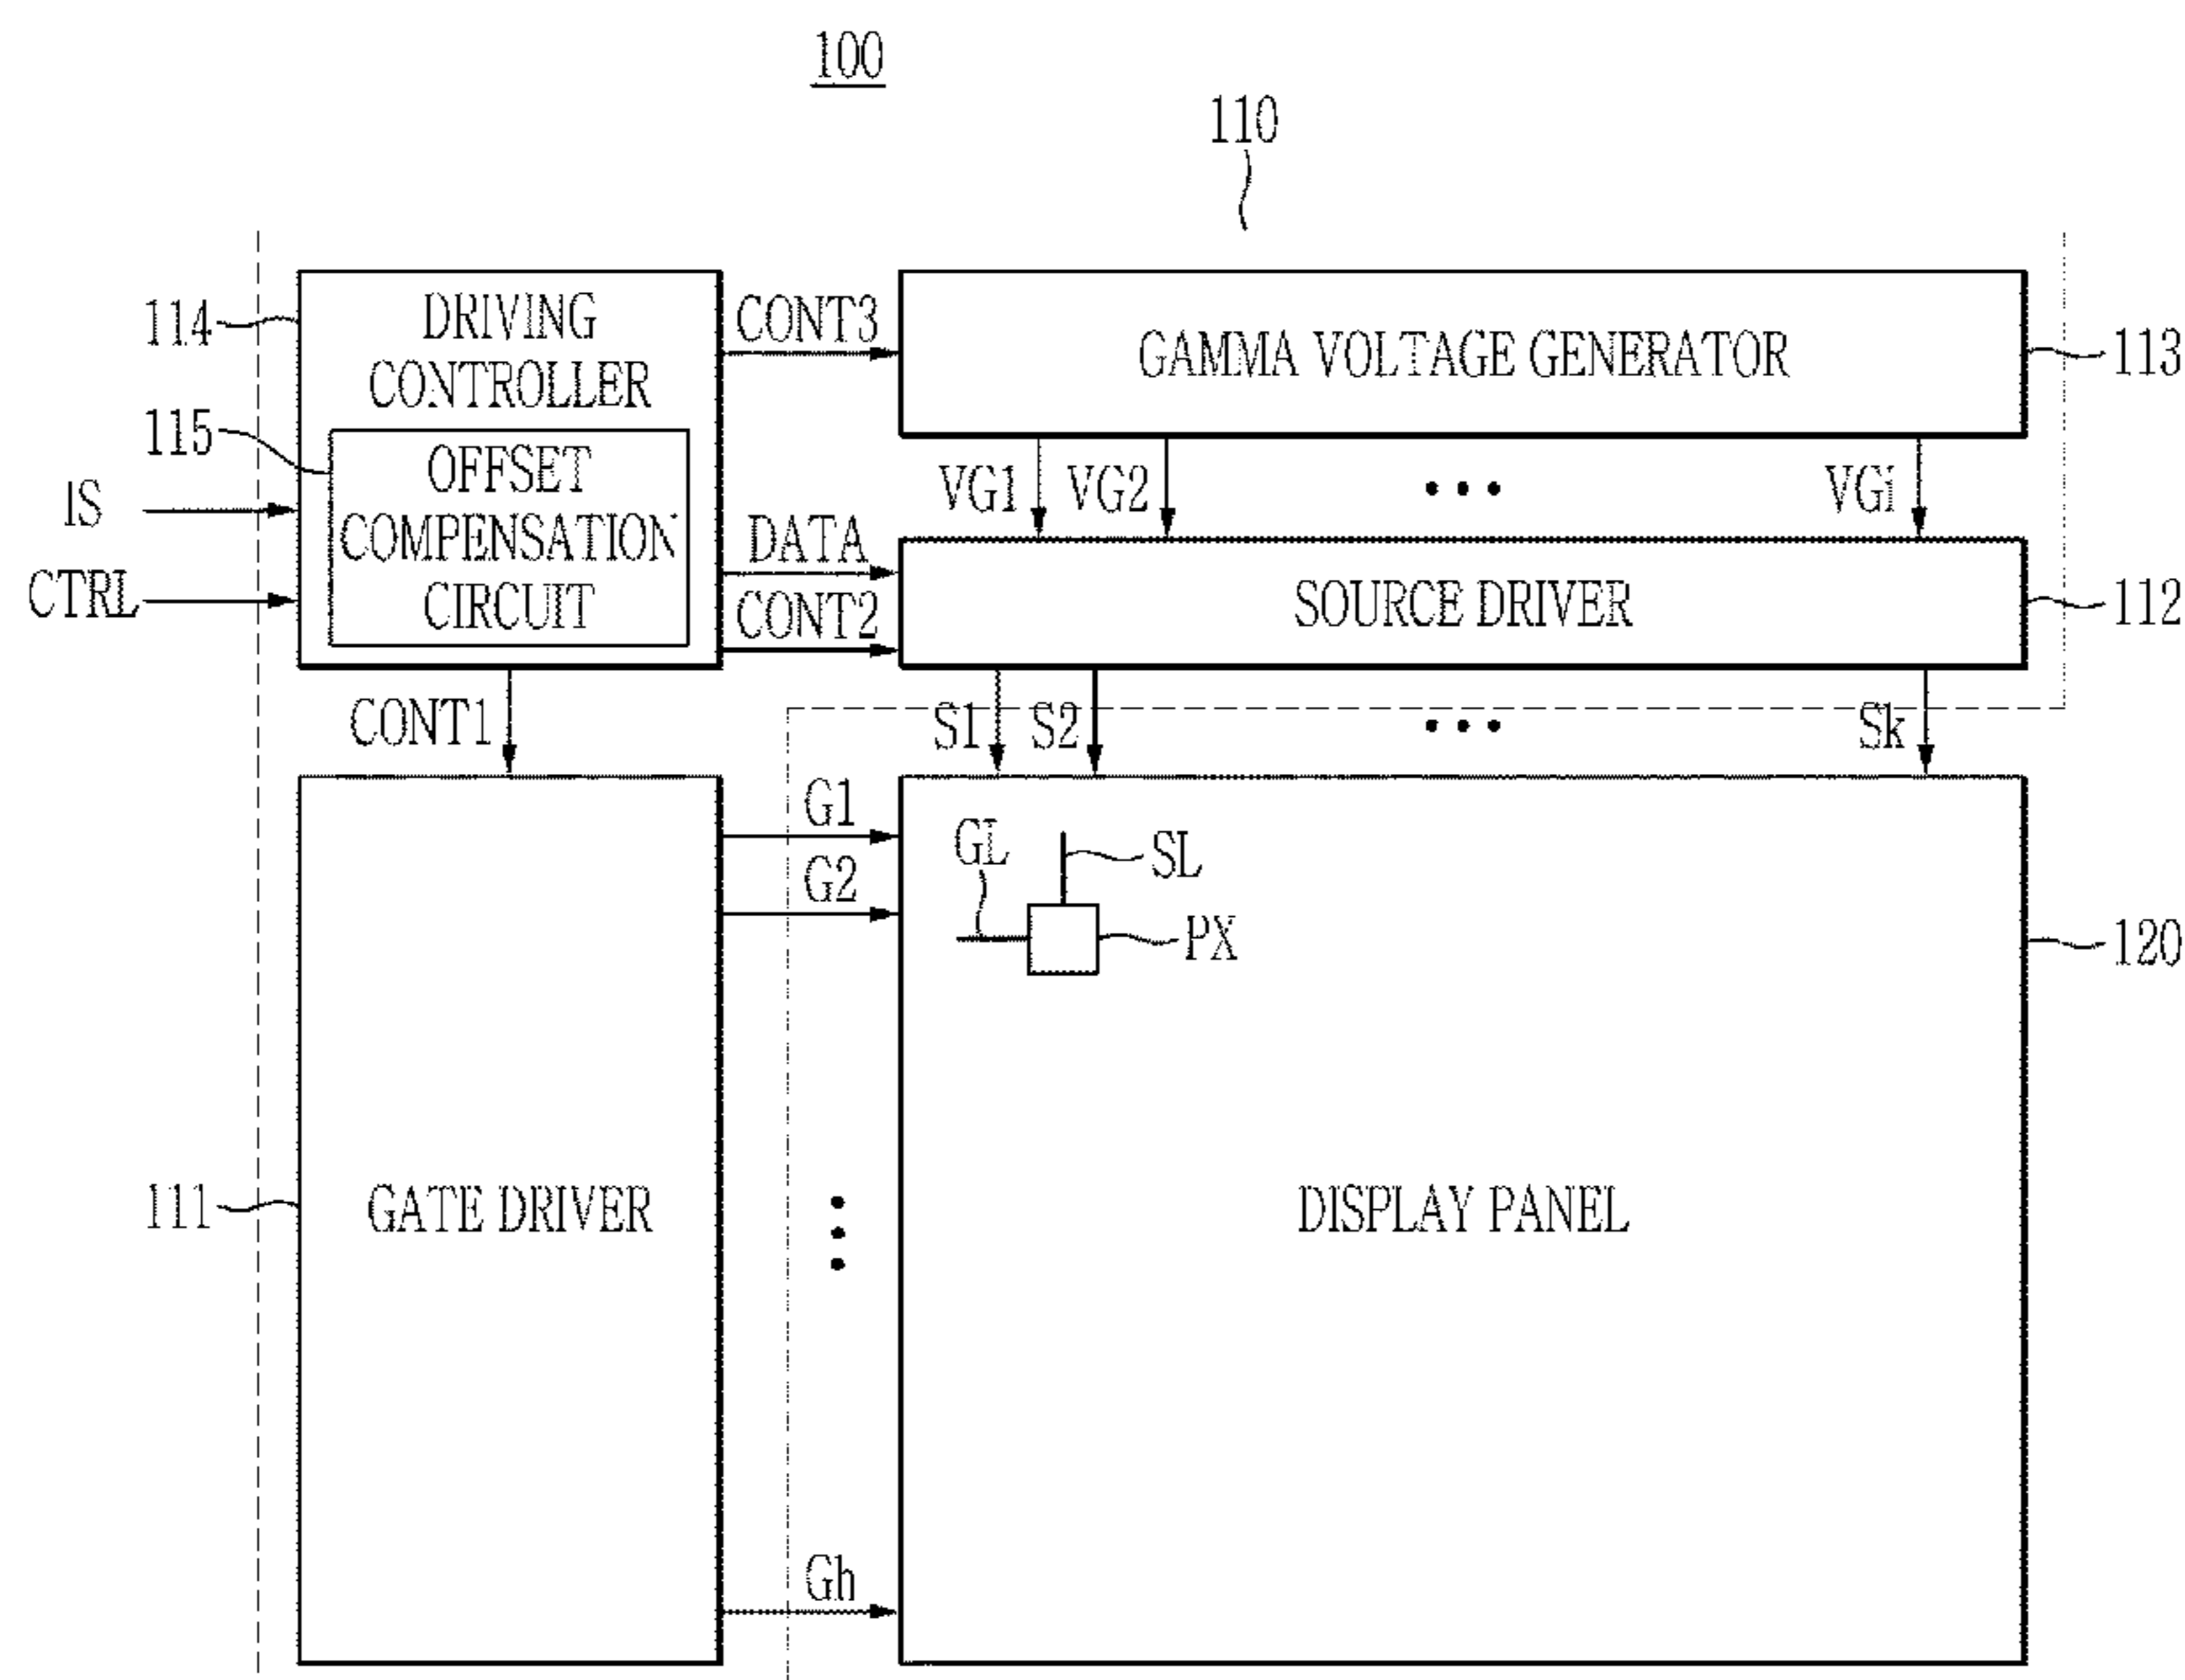 100
110
114
DRIVING
CONTROLLER
CONT3
GAMMA VOLTAGE GENERATOR
113
115
OFFSET
COMPENSATION
CIRCUIT
IS
CTRL
VG1
VG2
VGi
DATA
CONT2
SOURCE DRIVER
112
CONT1
S1
S2
Sk
G1
G2
GL
SL
PX
120
111
GATE DRIVER
DISPLAY PANEL
Gh